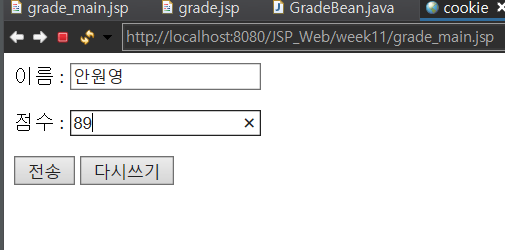 grade_main.jsp grade.jsp GradeBean.java cookie
http://localhost:8080/JSP_Web/week11/grade_main.jsp
이름 : 안원영
점수 : 89
전송 다시쓰기